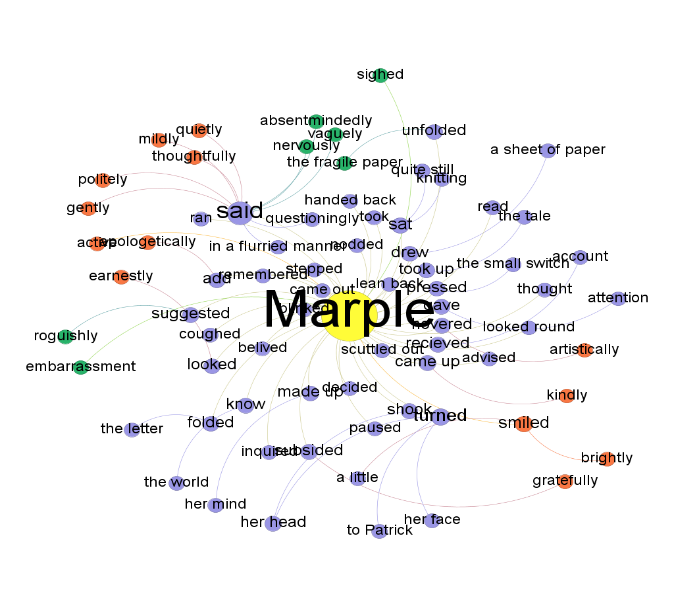 sighed
absentmindedly
quietly
vaguely
unfolded
mildly
nervously
a sheet of paper
thoughtfully
the fragile paper
quite still
politely
knitting
handed back
gently
said
read
ran
questioningly
took
the tale
sat
active
apologetically
in a flurried manner
nodded
drew
account
earnestly
add
remembered
stepped
took up
the small switch
came out
lean back
pressed
thought
attention
suggested
blinked
Marple
gave
roguishly
coughed
hovered
looked round
belived
scuttled out
recieved
artistically
embarrassment
looked
came up
advised
made up
decided
kindly
know
shook
turned
the letter
folded
paused
smiled
inquired
subsided
brightly
the world
a little
gratefully
her mind
her head
to Patrick
her face